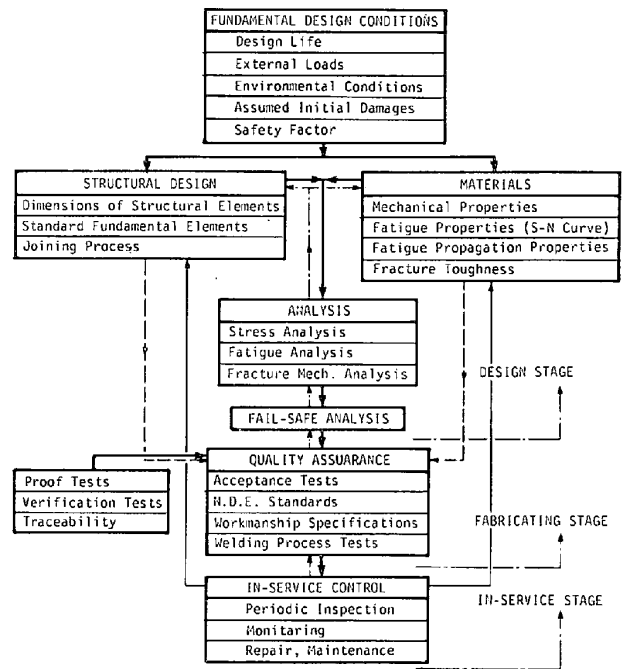 FUNDAMENTAL DESIGN CONDITIONS
Design Life
External Loads
Environmental Conditions
Assumed Initial Damages
Safety Factor
STRUCTURAL DESIGN
Dimensions of Structural Elements
Standard Fundamental Elements
Joining Process
MATERIALS
Mechanical Properties
Fatigue Properties (S-N Curve)
Fatigue Propagation Properties
Fracture Toughness
ANALYSIS
Stress Analysis
Fatigue Analysis
Fracture Mech. Analysis
DESIGN STAGE
FAIL-SAFE ANALYSIS
QUALITY ASSUARANCE
Acceptance Tests
N.D.E. Standards
Workmanship Specifications
Welding Process Tests
Proof Tests
Verification Tests
Traceability
FABRICATING STAGE
IN-SERVICE CONTROL
Periodic Inspection
Monitaring
Repair, Maintenance
IN-SERVICE STAGE